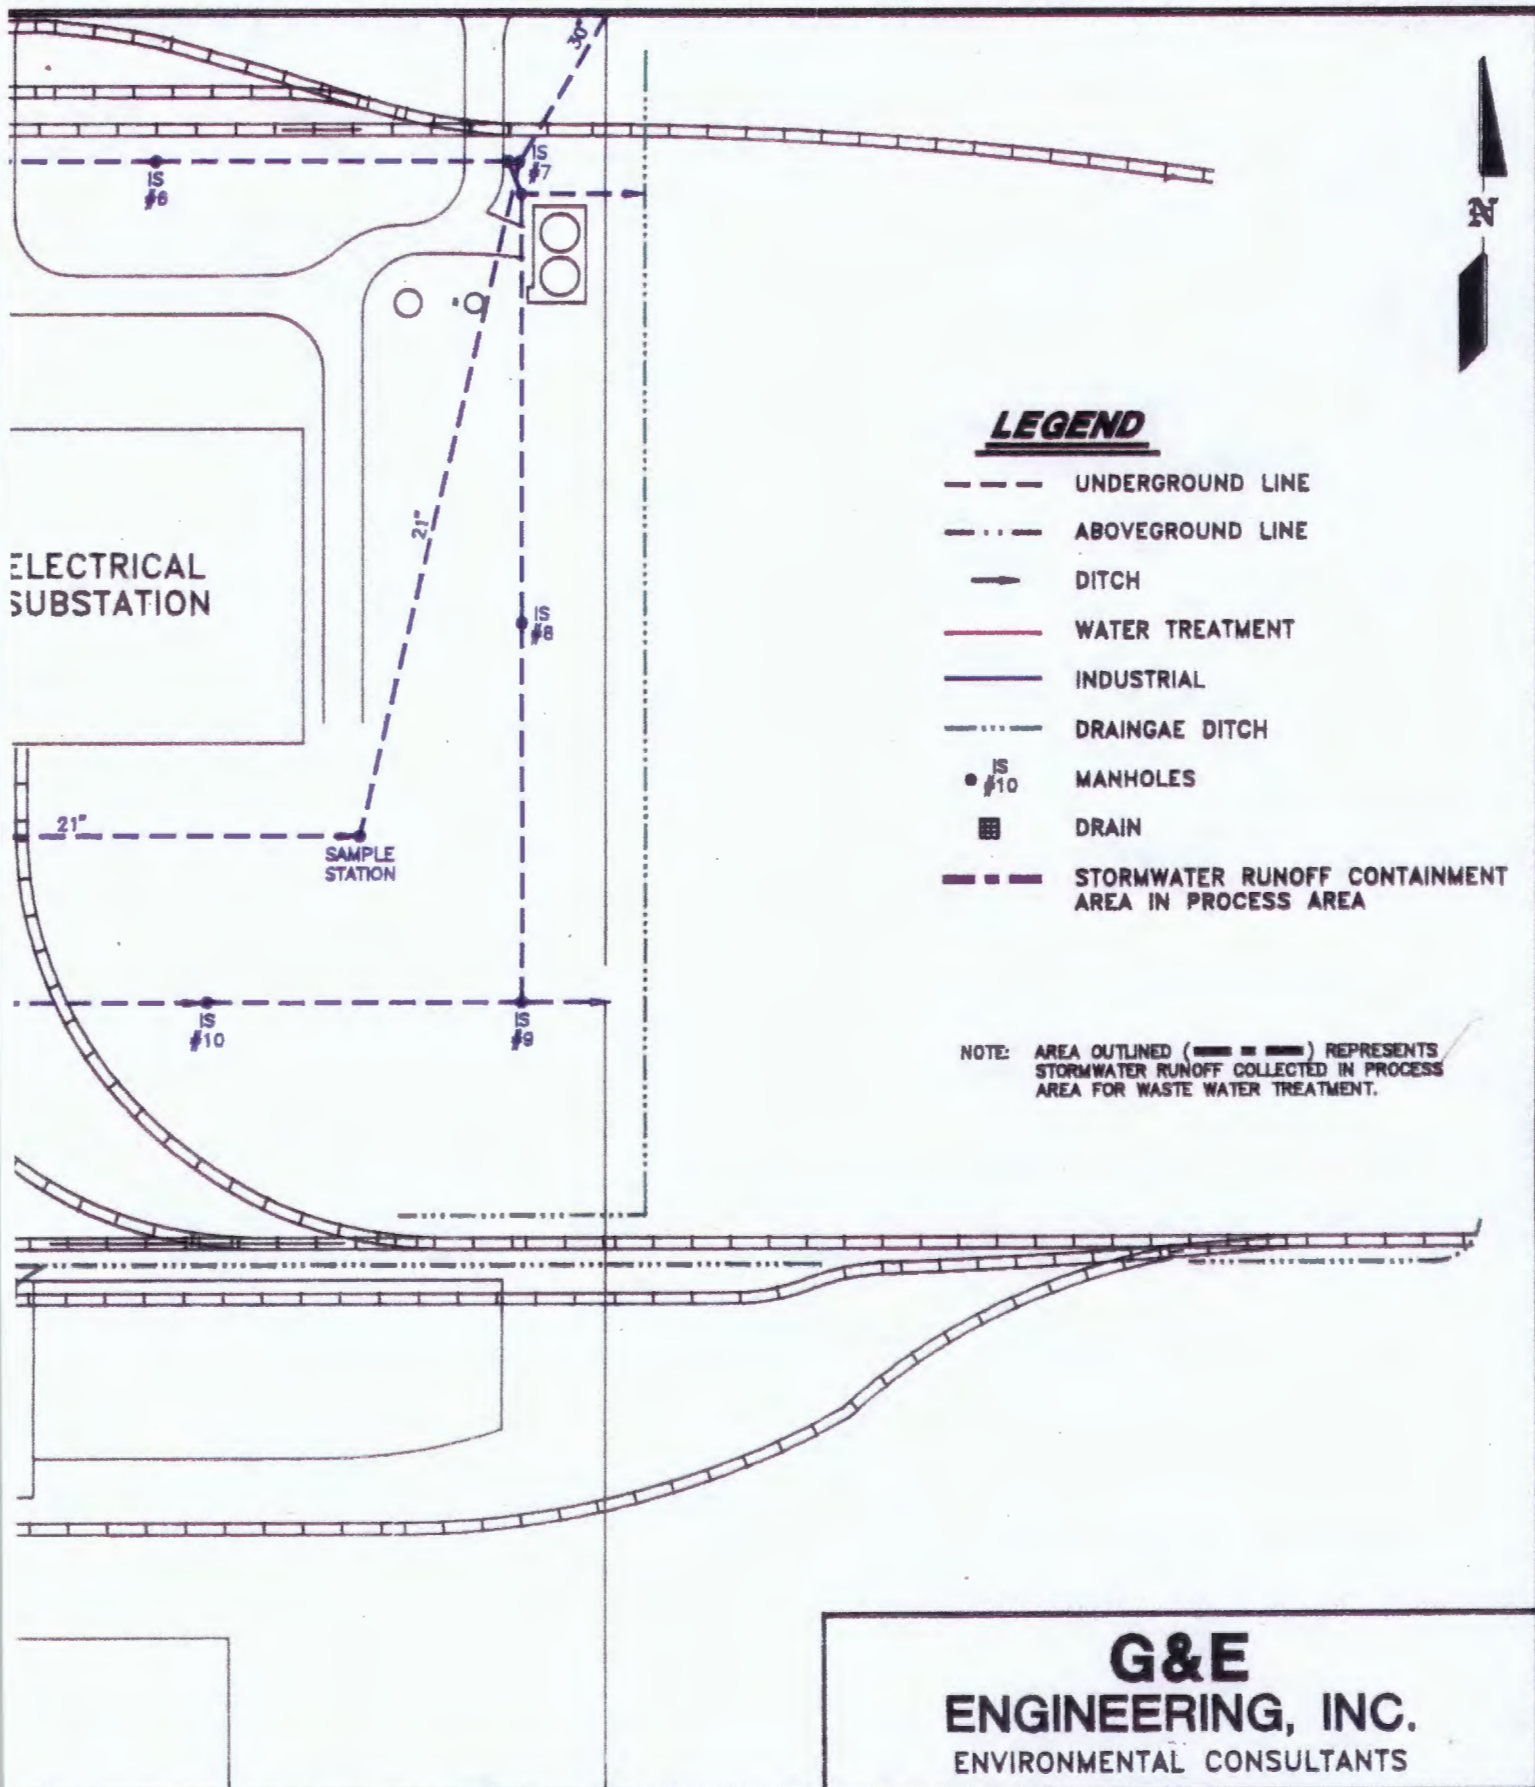 30"
IS
#7
IS
#6
N
21"
ELECTRICAL
SUBSTATION
IS
#8
21"
SAMPLE
STATION
IS
#10
IS
#9
LEGEND
UNDERGROUND LINE
ABOVEGROUND LINE
DITCH
WATER TREATMENT
INDUSTRIAL
DRAINGAE DITCH
IS
#10 MANHOLES
DRAIN
STORMWATER RUNOFF CONTAINMENT
AREA IN PROCESS AREA
NOTE: AREA OUTLINED ( ) REPRESENTS
STORMWATER RUNOFF COLLECTED IN PROCESS
AREA FOR WASTE WATER TREATMENT.
G&E
ENGINEERING, INC.
ENVIRONMENTAL CONSULTANTS